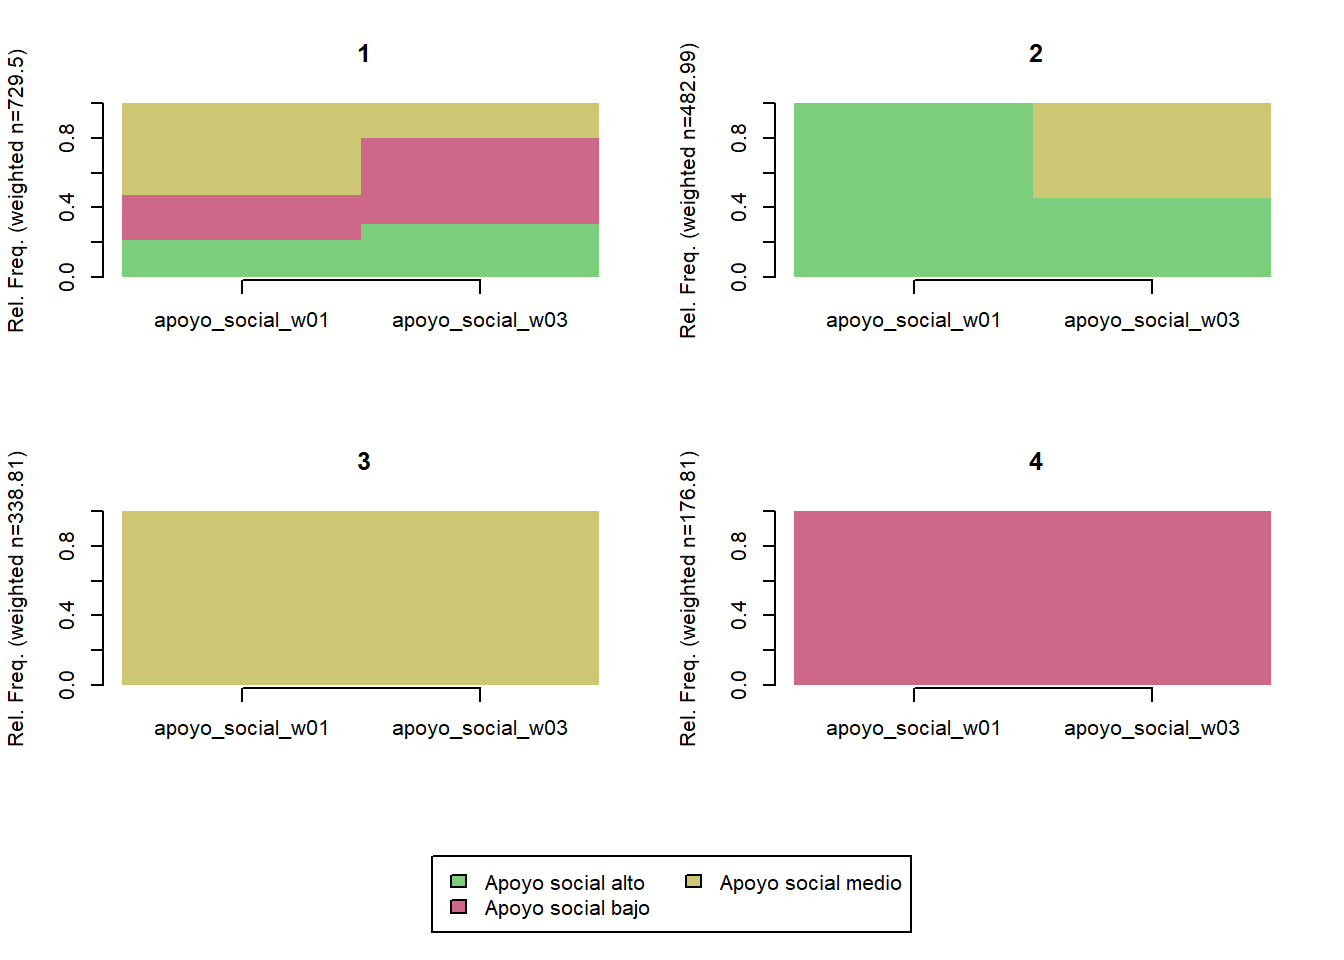 1
Rel. Freq. (weighted n=729.5)
0.0 0.4 0.8
apoyo_social_w01 apoyo_social_w03
2
Rel. Freq. (weighted n=482.99)
0.0 0.4 0.8
apoyo_social_w01 apoyo_social_w03
3
Rel. Freq. (weighted n=338.81)
0.0 0.4 0.8
apoyo_social_w01 apoyo_social_w03
4
Rel. Freq. (weighted n=176.81)
0.0 0.4 0.8
apoyo_social_w01 apoyo_social_w03
Apoyo social alto
Apoyo social bajo
Apoyo social medio